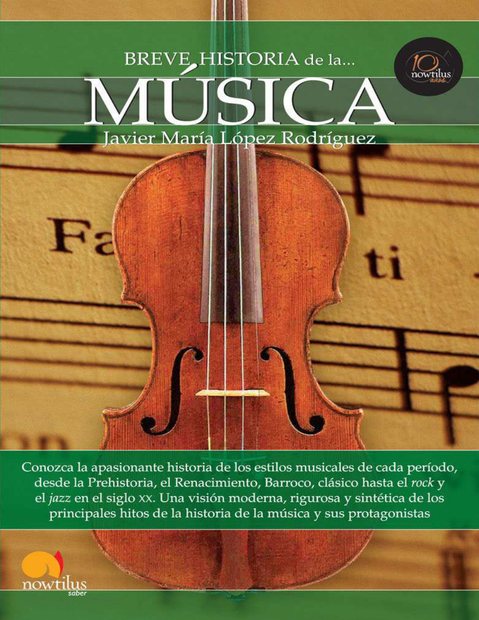 BREVE HISTORIA de la...
10
nowtilus
MÚSICA
Javier María López Rodríguez
Fa
ti
Conozca la apasionante historia de los estilos musicales de cada período,
desde la Prehistoria, el Renacimiento, Barroco, clásico hasta el rock y
el jazz en el siglo XX. Una visión moderna, rigurosa y sintética de los
principales hitos de la historia de la música y sus protagonistas
nowtilus
saber